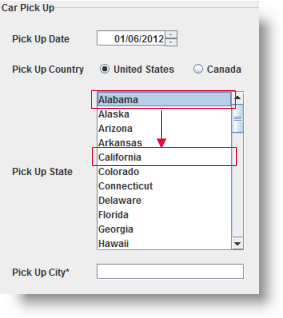 Car Pick Up
Pick Up Date 01/06/2012
Pick Up Country United States Canada
Pick Up State
Alabama
Alaska
Arizona
Arkansas
California
Colorado
Connecticut
Delaware
Florida
Georgia
Hawaii
Pick Up City*